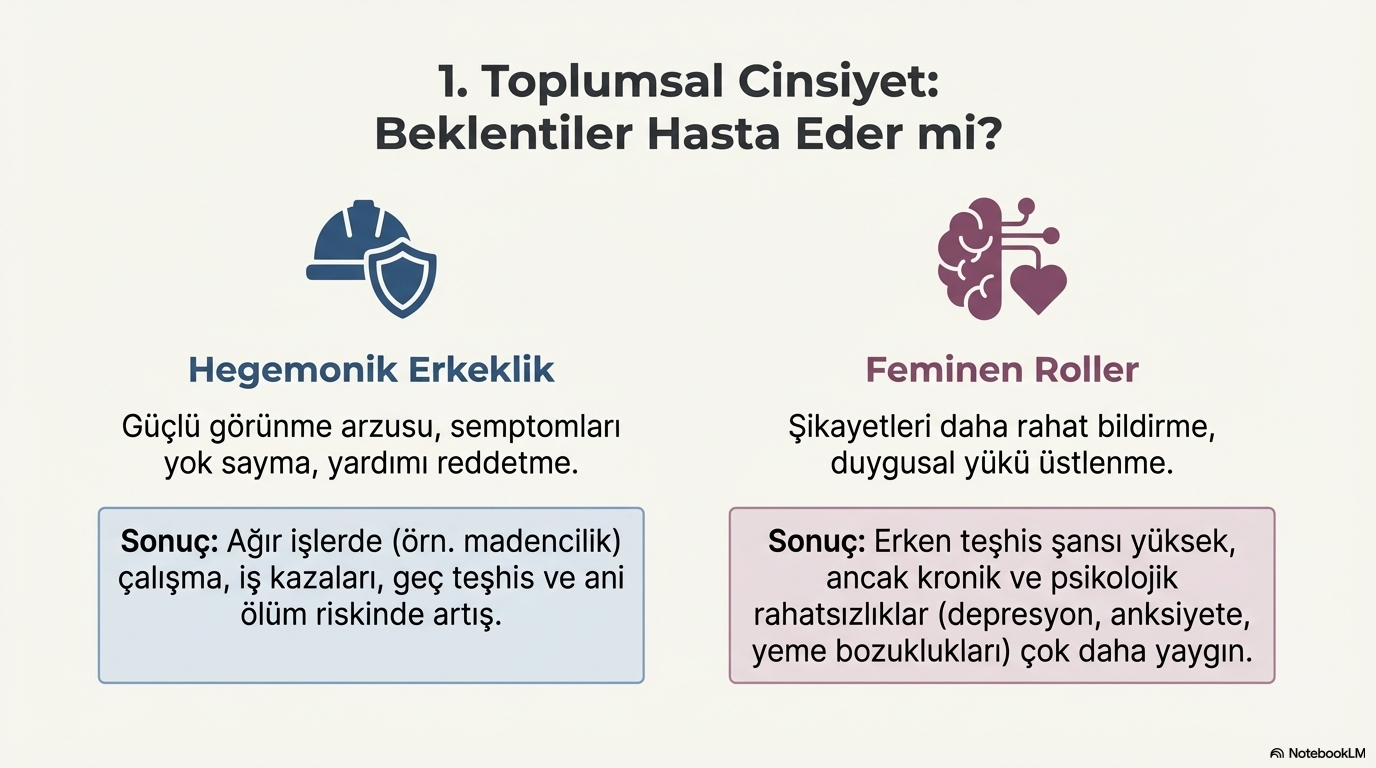 1. Toplumsal Cinsiyet:
Beklentiler Hasta Eder mi?
Hegemonik Erkeklik
Güçlü görünme arzusu, semptomları
yok sayma, yardımı reddetme.
Sonuç: Ağır işlerde (örn. madencilik)
çalışma, iş kazaları, geç teşhis ve ani
ölüm riskinde artış.
Feminen Roller
Şikayetleri daha rahat bildirme,
duygusal yükü üstlenme.
Sonuç: Erken teşhis şansı yüksek,
ancak kronik ve psikolojik
rahatsızlıklar (depresyon, anksiyete,
yeme bozuklukları) çok daha yaygın.
NotebookLM